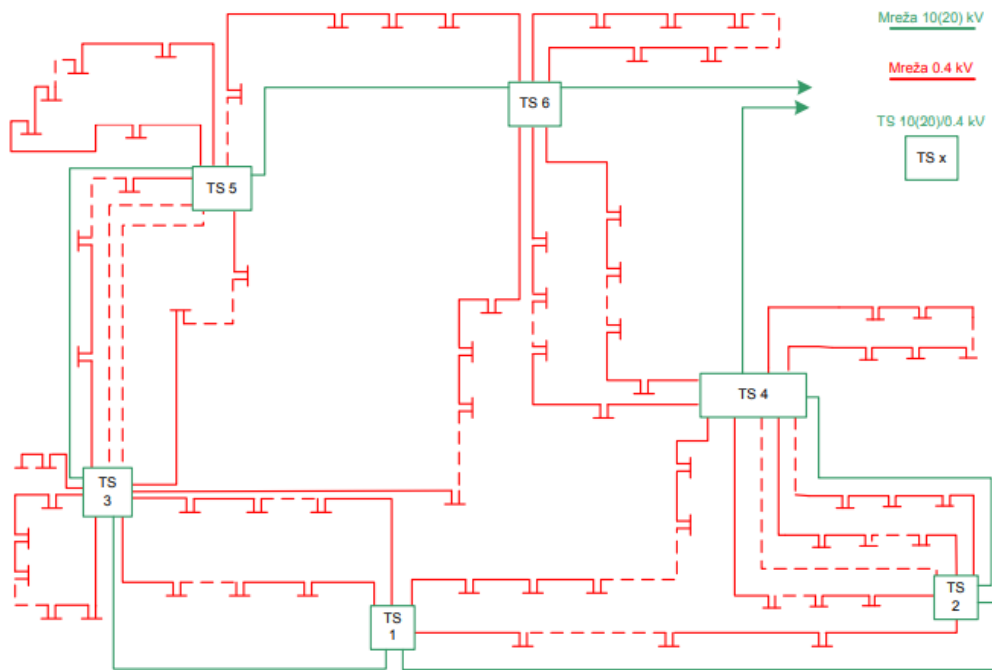 Mreža 10(20) kV
Mreža 0.4 kV
TS 10(20)/0.4 kV
TS x
TS 6
TS 5
TS 4
TS
3
TS
2
TS
1